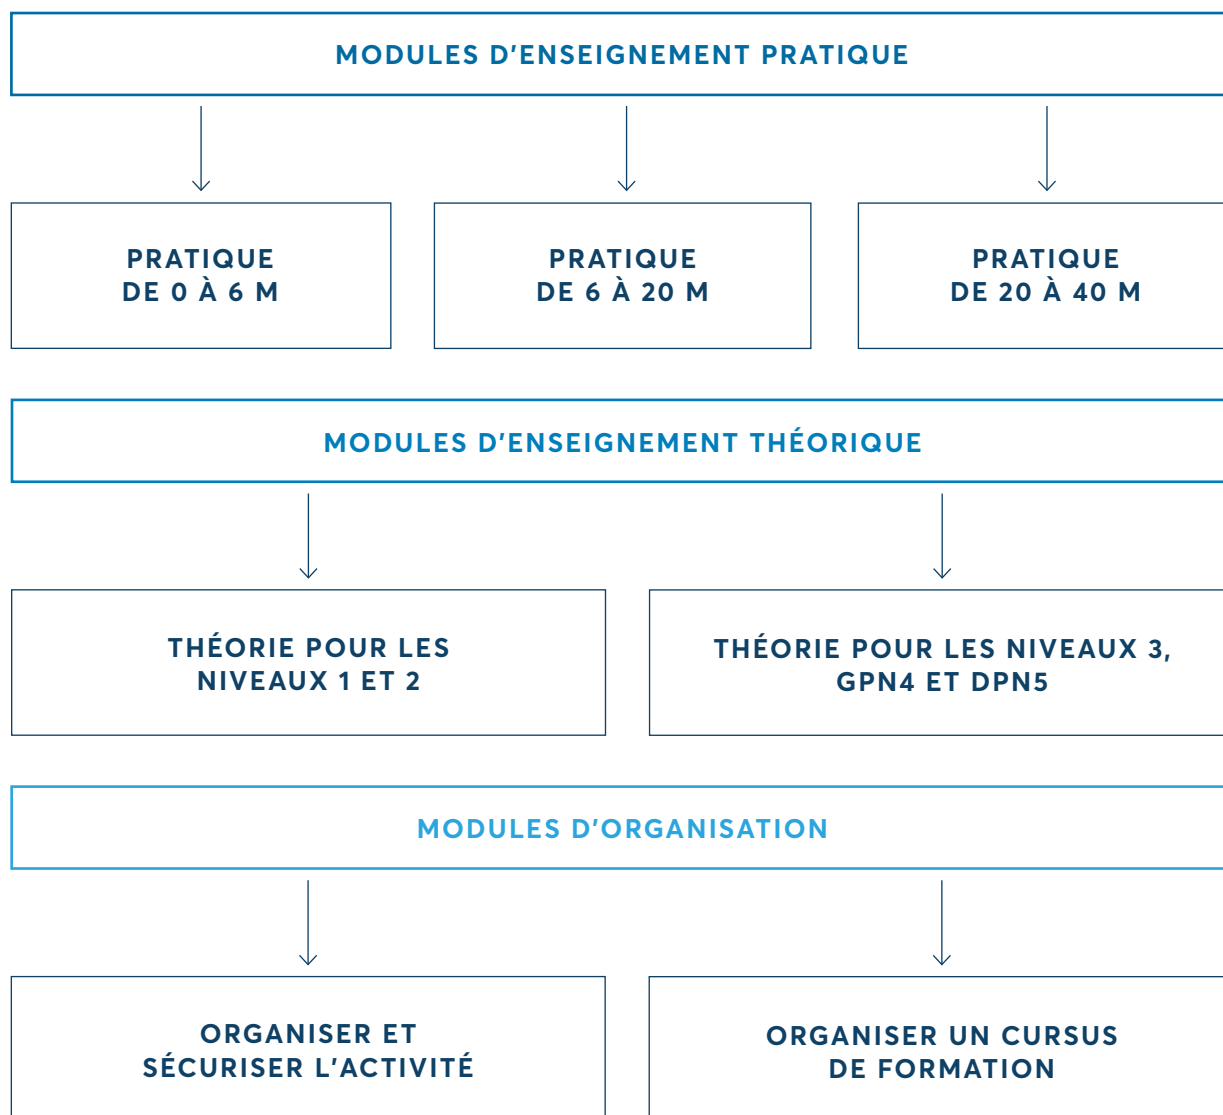 MODULES D'ENSEIGNEMENT PRATIQUE
PRATIQUE
DE 0 À 6 M
PRATIQUE
DE 6 À 20 M
PRATIQUE
DE 20 À 40 M
MODULES D'ENSEIGNEMENT THÉORIQUE
THÉORIE POUR LES
NIVEAUX 1 ET 2
THÉORIE POUR LES NIVEAUX 3,
GPN4 ET DPN5
MODULES D'ORGANISATION
ORGANISER ET
SÉCURISER L'ACTIVITÉ
ORGANISER UN CURSUS
DE FORMATION